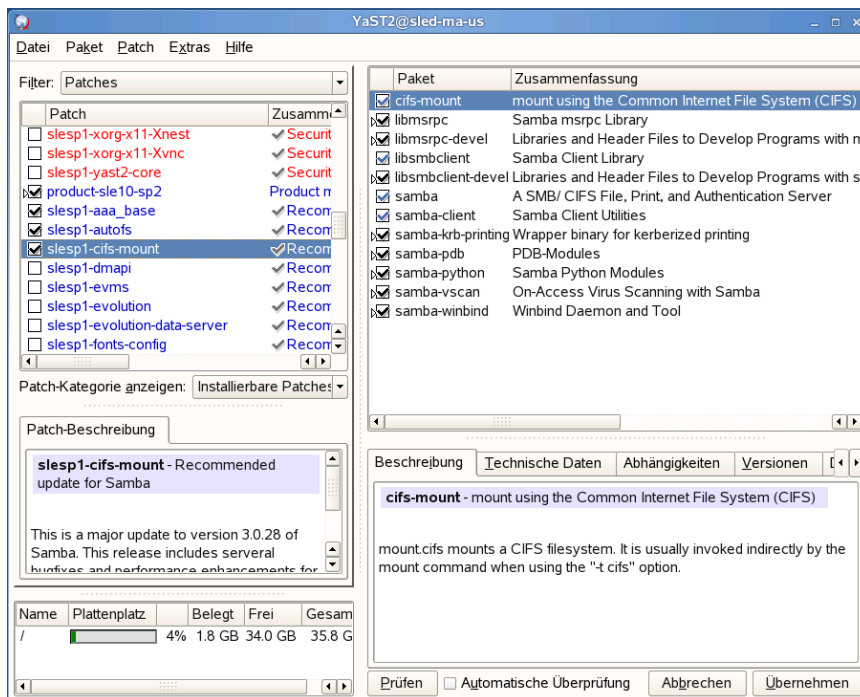 YaST2@sled-ma-us
Datei Paket Patch Extras Hilfe
Filter: Patches
Patch Zusamm
slesp1-xorg-x11-Xnest Securit
slesp1-xorg-x11-Xvnc Securit
slesp1-yast2-core Securit
product-sle10-sp2 Product m
slesp1-aaa_base Recom
slesp1-autofs Recom
slesp1-cifs-mount Recom
slesp1-dmapi Recom
slesp1-evms Recom
slesp1-evolution Recom
slesp1-evolution-data-server Recom
slesp1-fonts-config Recom
Patch-Kategorie anzeigen: Installierbare Patches
Patch-Beschreibung
slesp1-cifs-mount - Recommended
update for Samba
This is a major update to version 3.0.28 of
Samba. This release includes serveral
bugfixes and performance enhancements for
Name Plattenplatz Belegt Frei Gesam
/ 4% 1.8 GB 34.0 GB 35.8 G
Paket Zusammenfassung
cifs-mount mount using the Common Internet File System (CIFS)
libmsrpc Samba msrpc Library
libmsrpc-devel Libraries and Header Files to Develop Programs with m
libsmbclient Samba Client Library
libsmbclient-devel Libraries and Header Files to Develop Programs with s
samba A SMB/ CIFS File, Print, and Authentication Server
samba-client Samba Client Utilities
samba-krb-printing Wrapper binary for kerberized printing
samba-pdb PDB-Modules
samba-python Samba Python Modules
samba-vscan On-Access Virus Scanning with Samba
samba-winbind Winbind Daemon and Tool
Beschreibung Technische Daten Abhängigkeiten Versionen
cifs-mount - mount using the Common Internet File System (CIFS)
mount.cifs mounts a CIFS filesystem. It is usually invoked indirectly by the
mount command when using the "-t cifs" option.
Prüfen Automatische Überprüfung Abbrechen Übernehmen